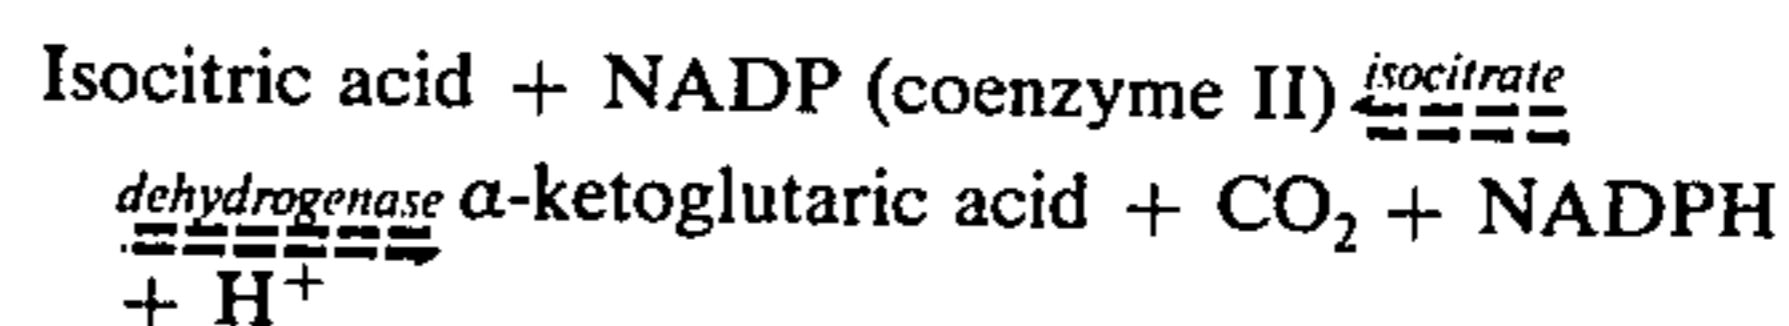 Isocitric acid + NADP (coenzyme II) isocitrate
dehydrogenase α-ketoglutaric acid + CO₂ + NADPH
+ H⁺